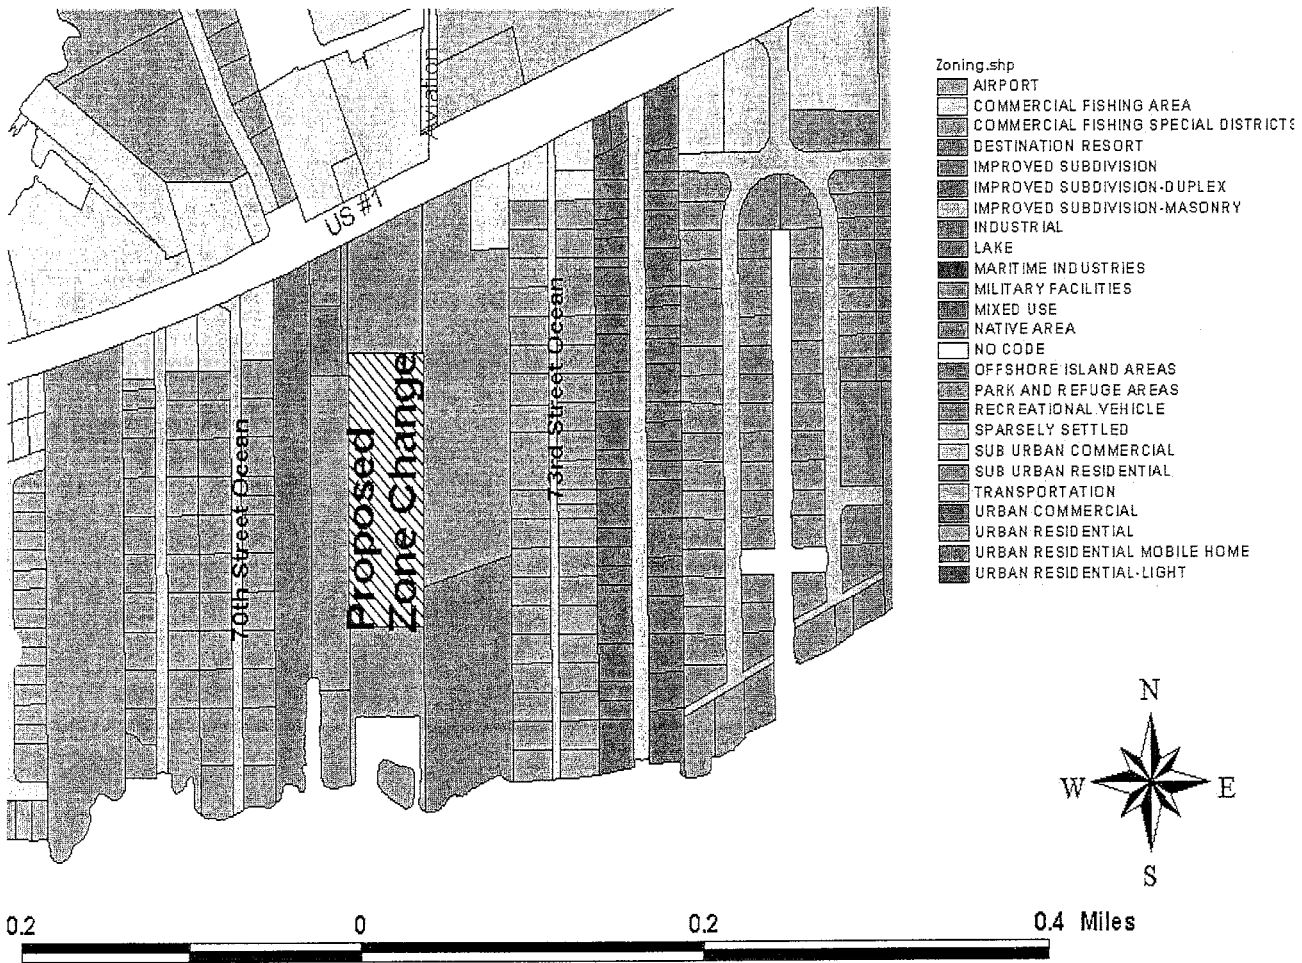 Zoning.shp
AIRPORT
COMMERCIAL FISHING AREA
COMMERCIAL FISHING SPECIAL DISTRICTS
DESTINATION RESORT
IMPROVED SUBDIVISION
IMPROVED SUBDIVISION-DUPLEX
IMPROVED SUBDIVISION-MASONRY
INDUSTRIAL
LAKE
MARITIME INDUSTRIES
MILITARY FACILITIES
MIXED USE
NATIVE AREA
NO CODE
OFFSHORE ISLAND AREAS
PARK AND REFUGE AREAS
RECREATIONAL VEHICLE
SPARSELY SETTLED
SUB URBAN COMMERCIAL
SUB URBAN RESIDENTIAL
TRANSPORTATION
URBAN COMMERCIAL
URBAN RESIDENTIAL
URBAN RESIDENTIAL MOBILE HOME
URBAN RESIDENTIAL-LIGHT
Aviation
US #1
70th Street Ocean
Proposed
Zone Change
73rd Street Ocean
N
W E
S
0.2 0 0.2 0.4 Miles